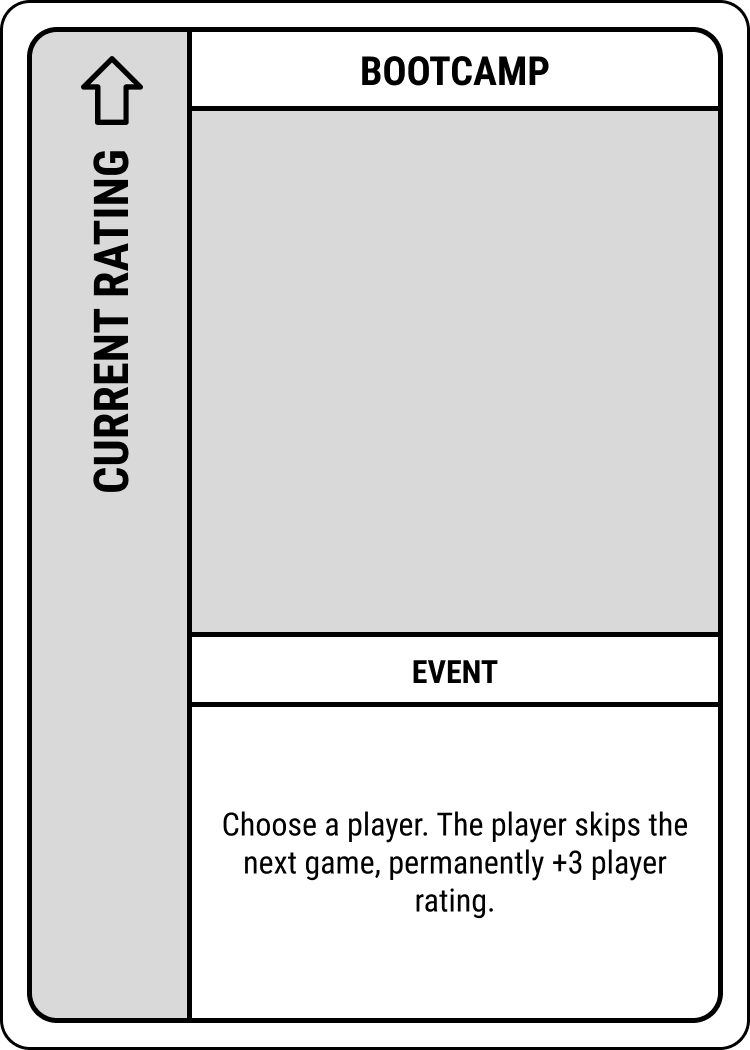 CURRENT RATING
BOOTCAMP
EVENT
Choose a player. The player skips the
next game, permanently +3 player
rating.